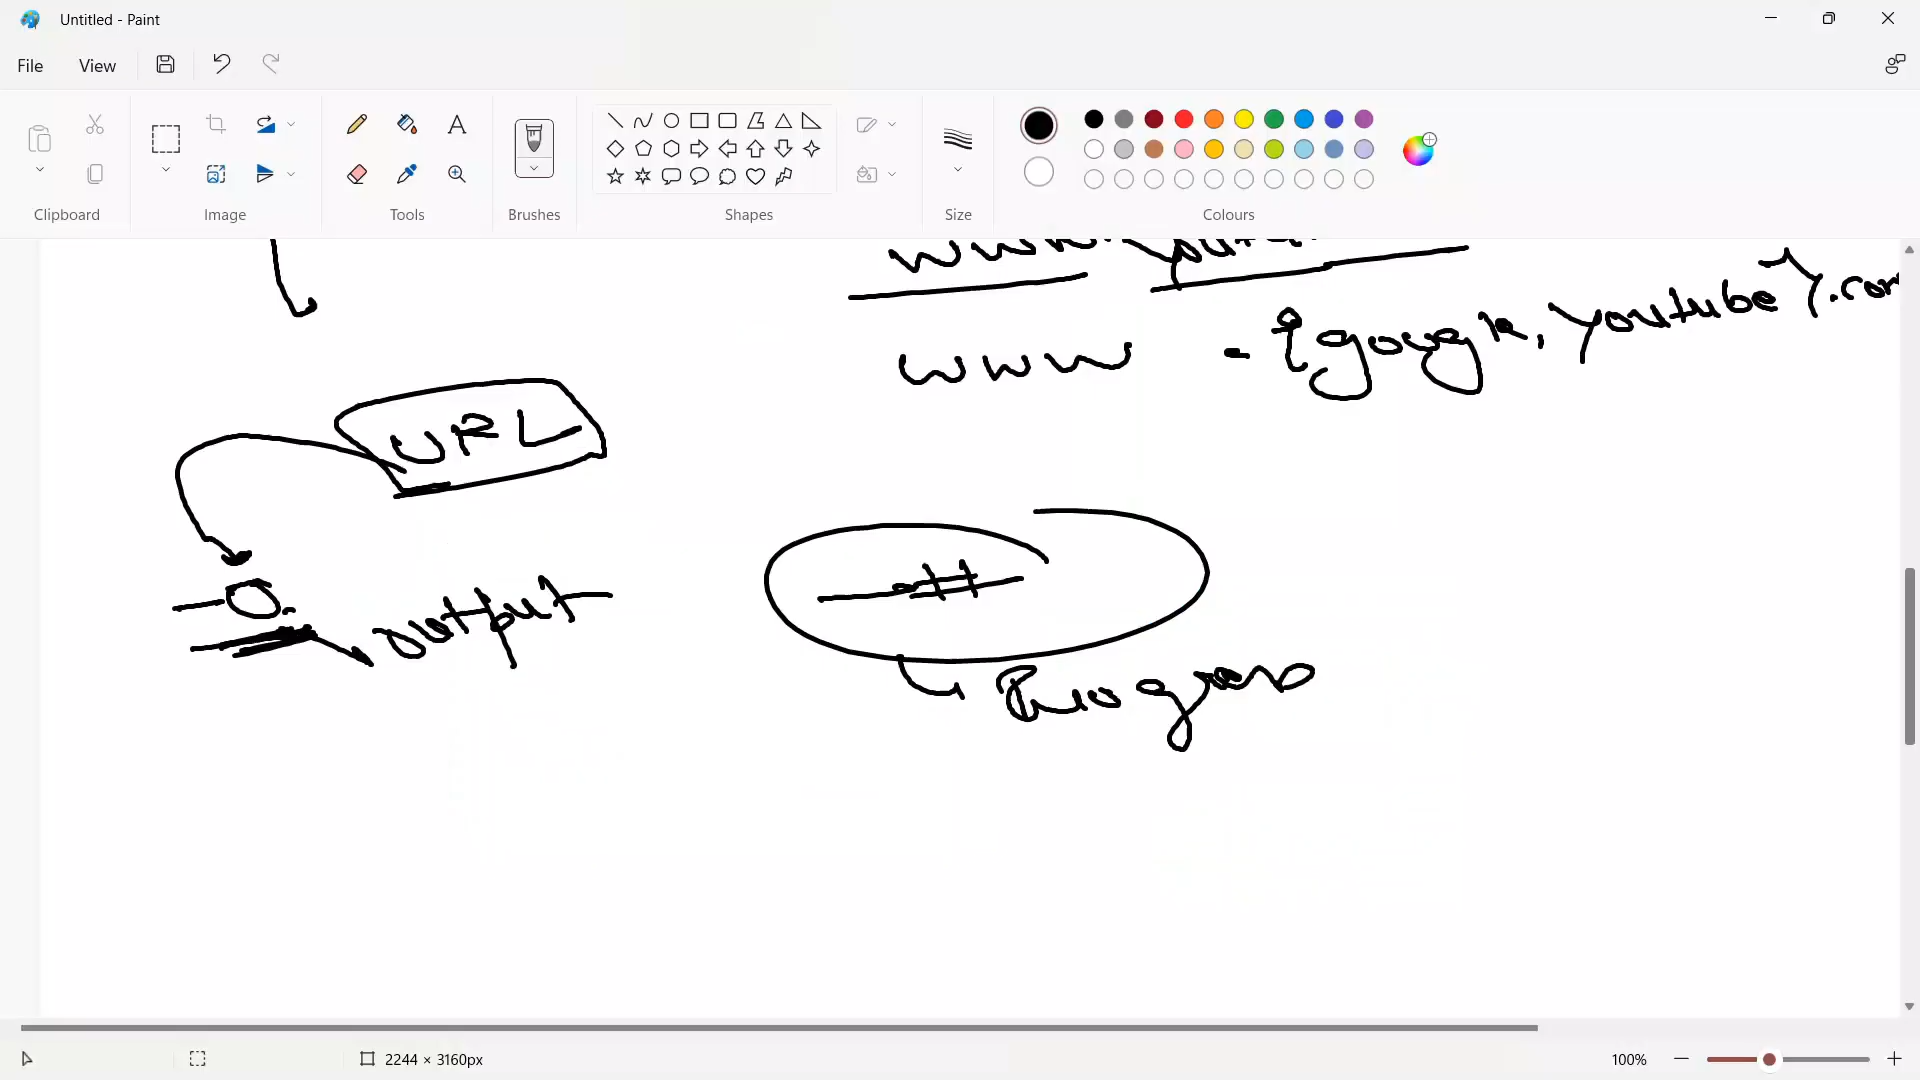 Untitled - Paint
File View
Clipboard Image Tools Brushes Shapes Size Colours
www.
www - {google, youtube}.com
URL
output
2244 × 3160px 100%